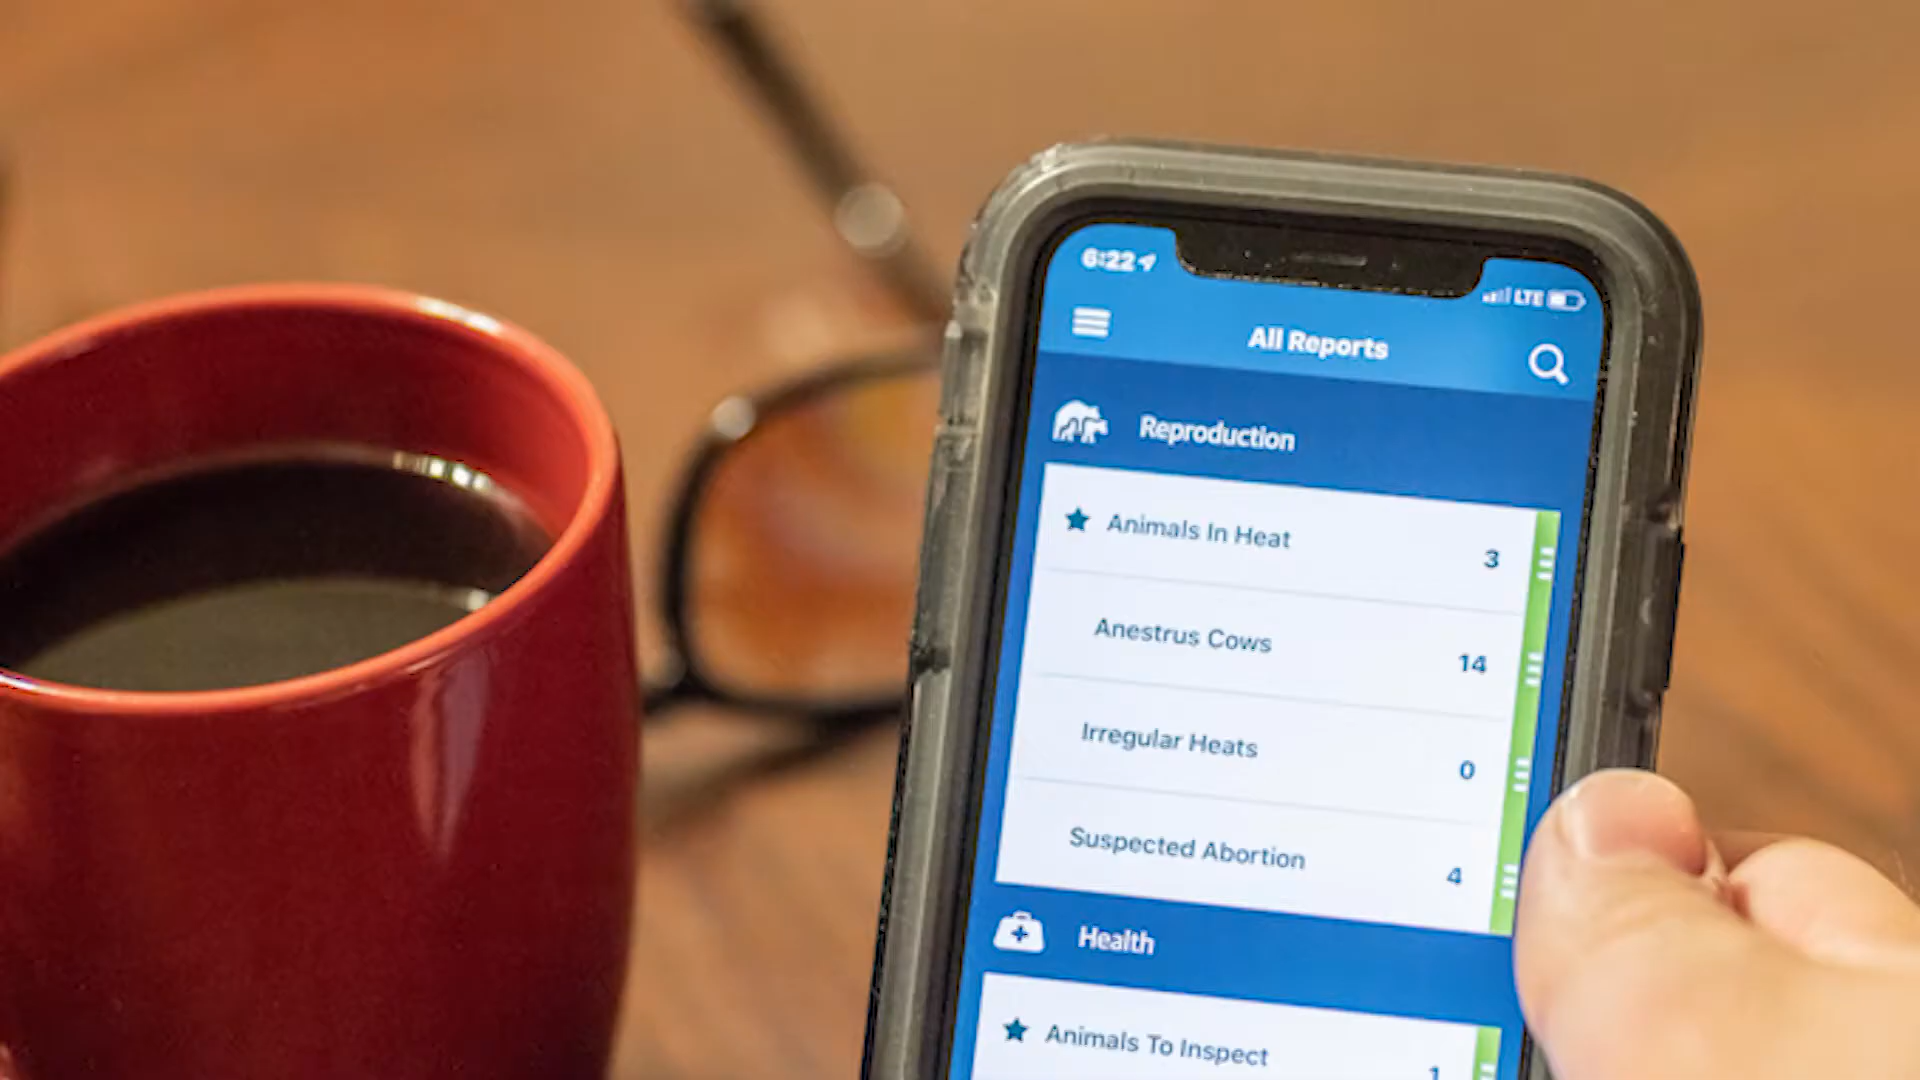 6:22
LTE
All Reports
Reproduction
Animals In Heat 3
Anestrus Cows 14
Irregular Heats 0
Suspected Abortion 4
Health
Animals To Inspect 1